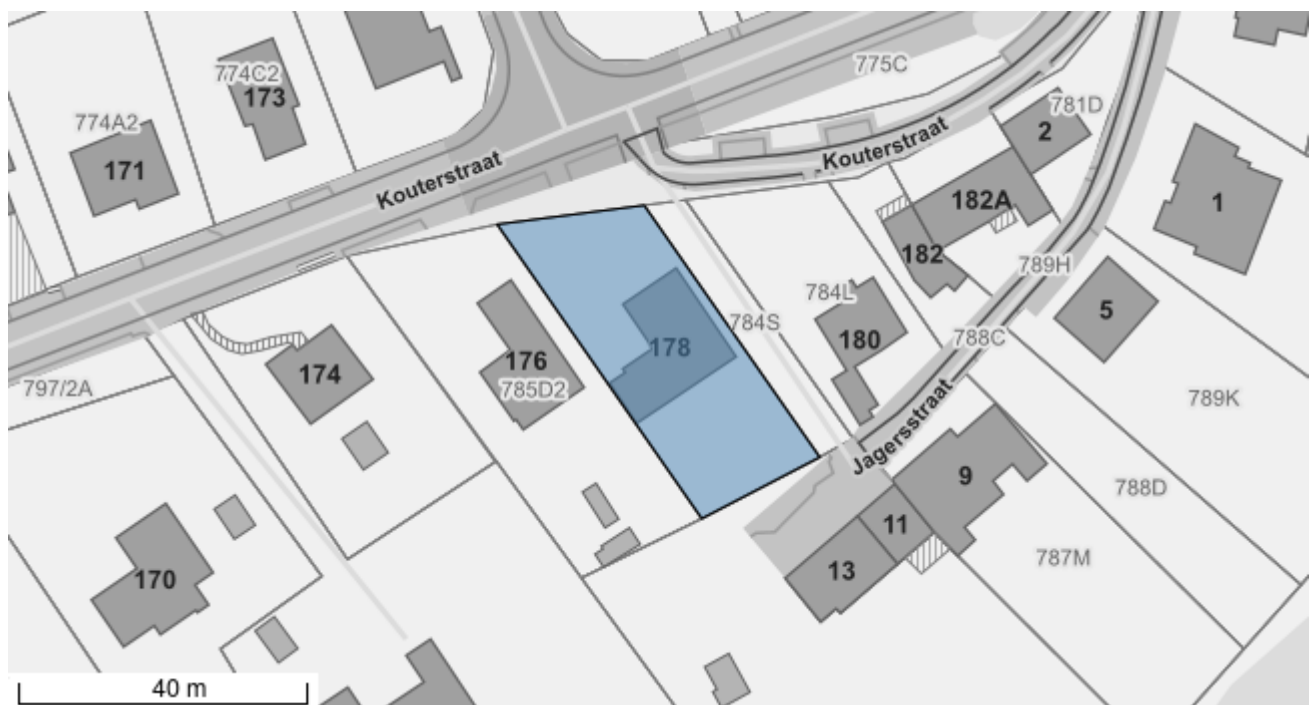 775C
774C2
173
781D
2
774A2
171
Kouterstraat
Kouterstraat
182A
1
182
789H
784L
5
784S
788C
180
178
176
785D2
174
797/2A
789K
Jagersstraat
9
788D
11
787M
13
170
40 m